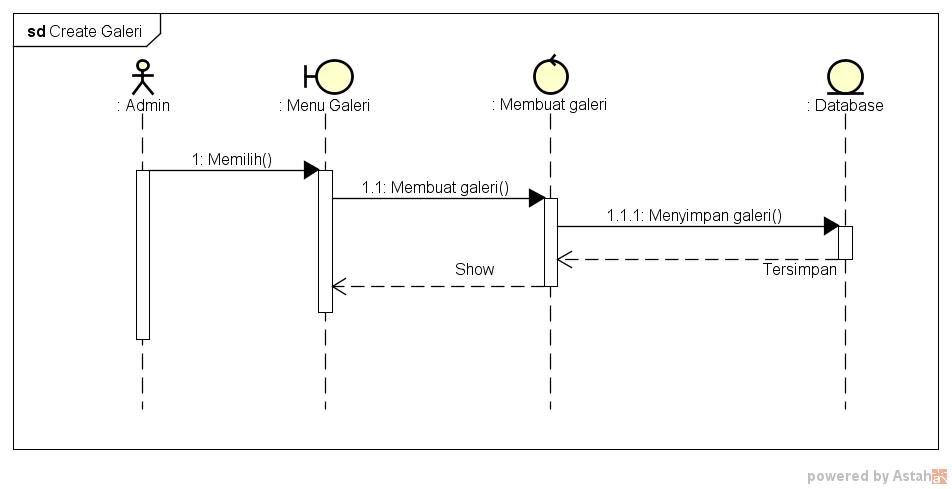 sd Create Galeri
: Admin
: Menu Galeri
: Membuat galeri
: Database
1: Memilih()
1.1: Membuat galeri()
1.1.1: Menyimpan galeri()
Tersimpan
Show
powered by Astah